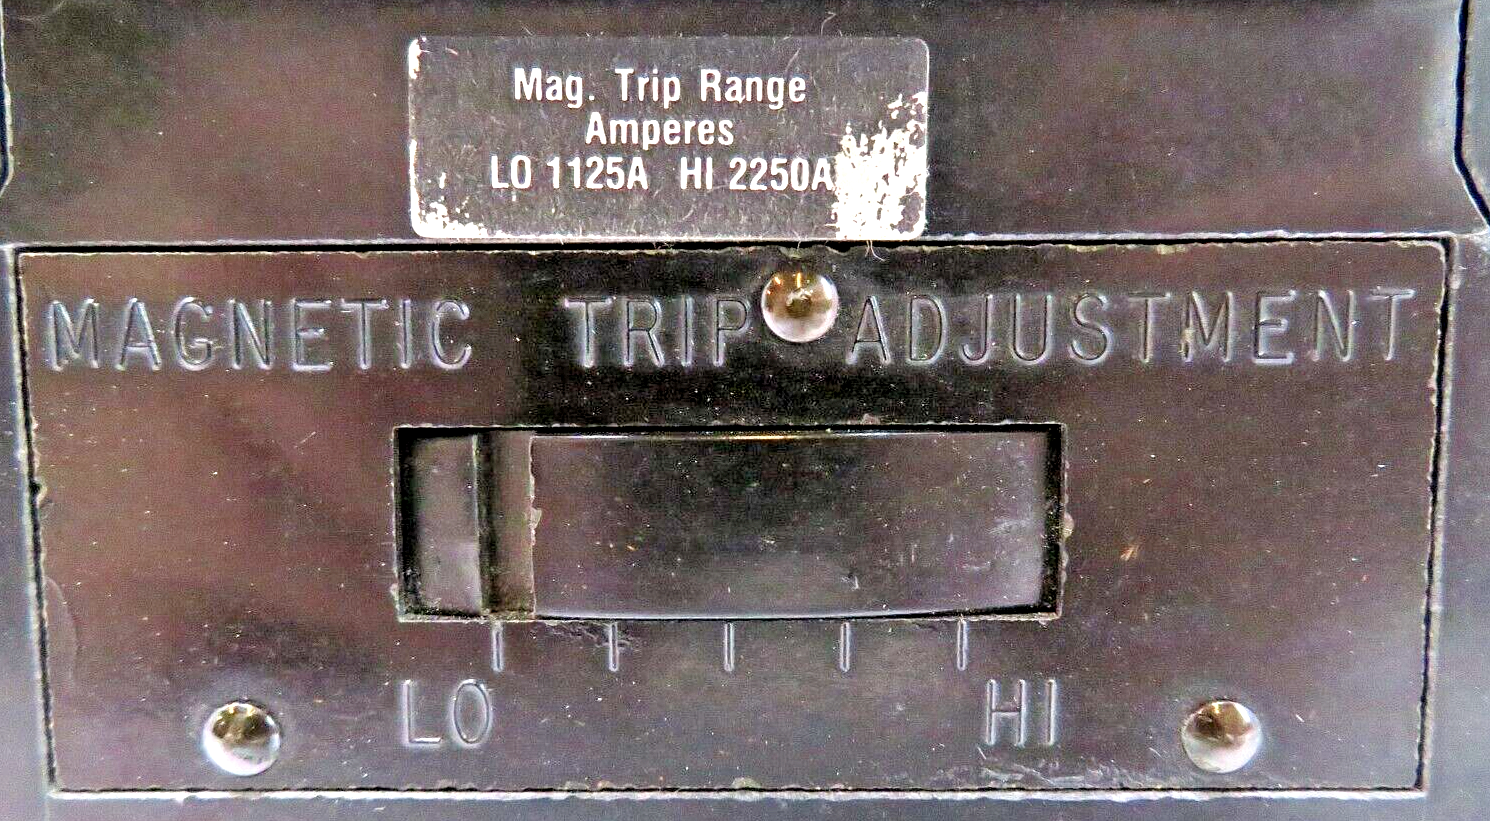 Mag. Trip Range
Amperes
LO 1125A HI 2250A
MAGNETIC TRIP ADJUSTMENT
LO HI